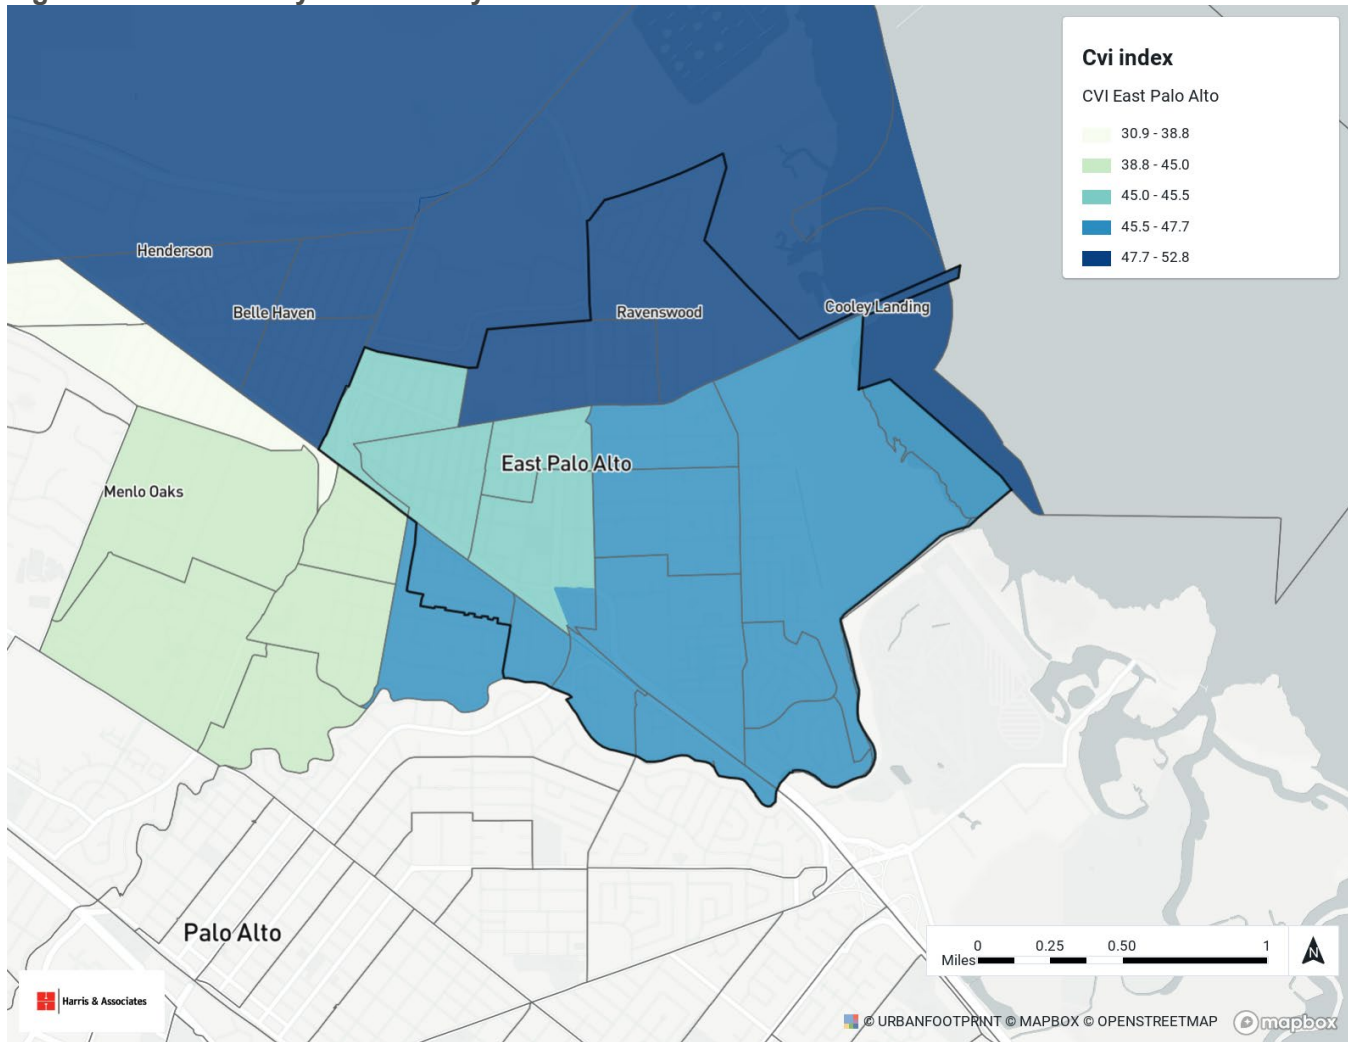 Cvi index
CVI East Palo Alto
30.9 - 38.8
38.8 - 45.0
45.0 - 45.5
45.5 - 47.7
47.7 - 52.8
Henderson
Belle Haven
Ravenswood
Cooley Landing
East Palo Alto
Menlo Oaks
Palo Alto
0 0.25 0.50 1
Miles
N
Harris & Associates
© URBANFOOTPRINT © MAPBOX © OPENSTREETMAP
mapbox